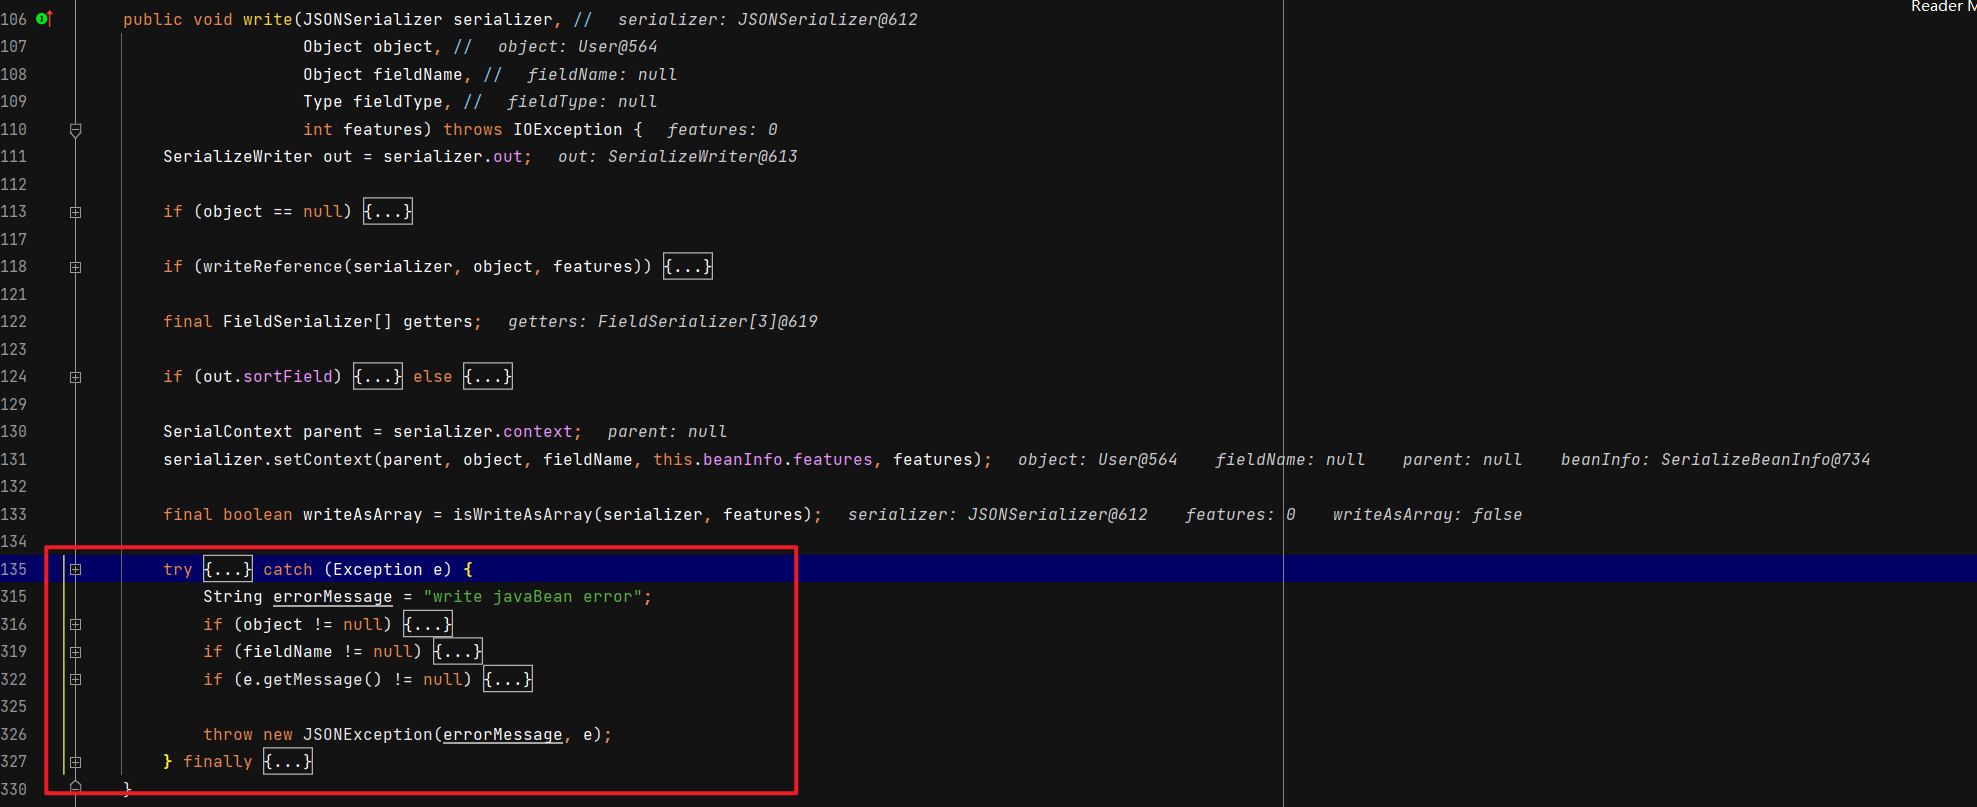 Reader M
106 public void write(JSONSerializer serializer, // serializer: JSONSerializer@612
107 Object object, // object: User@564
108 Object fieldName, // fieldName: null
109 Type fieldType, // fieldType: null
110 int features) throws IOException { features: 0
111 SerializeWriter out = serializer.out; out: SerializeWriter@613
112
113 if (object == null) {...}
117
118 if (writeReference(serializer, object, features)) {...}
121
122 final FieldSerializer[] getters; getters: FieldSerializer[3]@619
123
124 if (out.sortField) {...} else {...}
129
130 SerialContext parent = serializer.context; parent: null
131 serializer.setContext(parent, object, fieldName, this.beanInfo.features, features); object: User@564 fieldName: null parent: null beanInfo: SerializeBeanInfo@734
132
133 final boolean writeAsArray = isWriteAsArray(serializer, features); serializer: JSONSerializer@612 features: 0 writeAsArray: false
134
135 try {...} catch (Exception e) {
315 String errorMessage = "write javaBean error";
316 if (object != null) {...}
319 if (fieldName != null) {...}
322 if (e.getMessage() != null) {...}
325
326 throw new JSONException(errorMessage, e);
327 } finally {...}
330 }